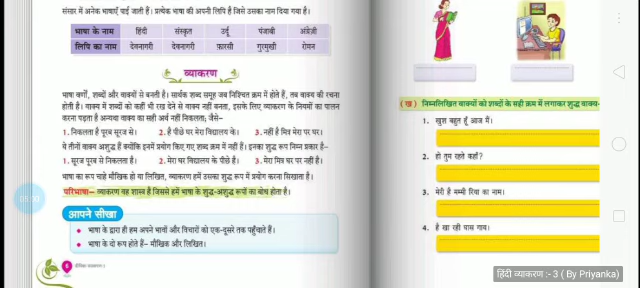 संसार में अनेक भाषाएँ पाई जाती हैं। प्रत्येक भाषा की अपनी लिपि है जिसे उसका नाम दिया गया है।
भाषा के नाम हिंदी संस्कृत उर्दू पंजाबी अंग्रेज़ी
लिपि का नाम देवनागरी देवनागरी फ़ारसी गुरमुखी रोमन
व्याकरण
भाषा वर्णों, शब्दों और वाक्यों से बनती है। सार्थक शब्द समूह जब निश्चित क्रम में होते हैं, तब वाक्य की रचना
होती है। वाक्य में शब्दों को कहीं भी रख देने से वाक्य नहीं बनता, इसके लिए व्याकरण के नियमों का पालन
करना पड़ता है अन्यथा वाक्य का सही अर्थ नहीं निकलता; जैसे–
1. निकलता है पूरब सूरज से। 2. है पीछे घर मेरा विद्यालय के। 3. नहीं है मित्र मेरा पर घर।
ये तीनों वाक्य अशुद्ध हैं क्योंकि इनमें प्रयोग किए गए शब्द क्रम में नहीं हैं। इनका शुद्ध रूप निम्न प्रकार है–
1. सूरज पूरब से निकलता है। 2. मेरा घर विद्यालय के पीछे है। 3. मेरा मित्र घर पर नहीं है।
भाषा का रूप चाहे मौखिक हो या लिखित, व्याकरण हमें उसका शुद्ध रूप में प्रयोग करना सिखाता है।
परिभाषा– व्याकरण वह शास्त्र है जिससे हमें भाषा के शुद्ध-अशुद्ध रूपों का बोध होता है।
आपने सीखा
• भाषा के द्वारा ही हम अपने भावों और विचारों को एक-दूसरे तक पहुँचाते हैं।
• भाषा के दो रूप होते हैं– मौखिक और लिखित।
(ख) निम्नलिखित वाक्यों को शब्दों के सही क्रम में लगाकर शुद्ध वाक्य
1. खुश बहुत हूँ आज मैं।
2. हो तुम रहते कहाँ?
3. मेरी है मम्मी रिया का नाम।
4. है खा रही घास गाय।
हिंदी व्याकरण :- 3 ( By Priyanka)